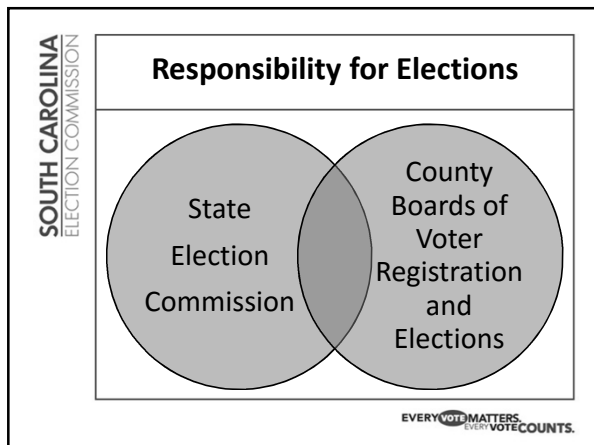 SOUTH CAROLINA
ELECTION COMMISSION
Responsibility for Elections
State
Election
Commission
County
Boards of
Voter
Registration
and
Elections
EVERY VOTE MATTERS.
EVERY VOTE COUNTS.